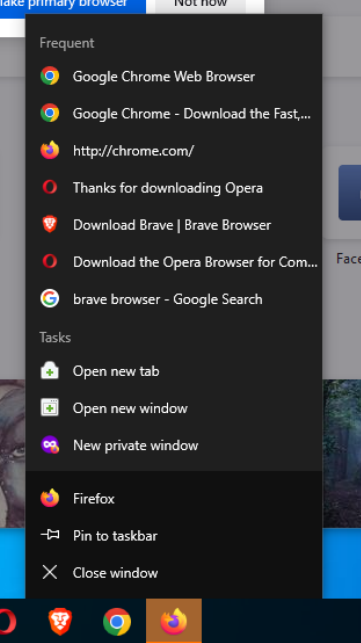 ake primary browser Not now
Frequent
Google Chrome Web Browser
Google Chrome - Download the Fast,...
http://chrome.com/
Thanks for downloading Opera
Download Brave | Brave Browser
Download the Opera Browser for Com...
brave browser - Google Search
Face
Tasks
Open new tab
Open new window
New private window
Firefox
Pin to taskbar
Close window